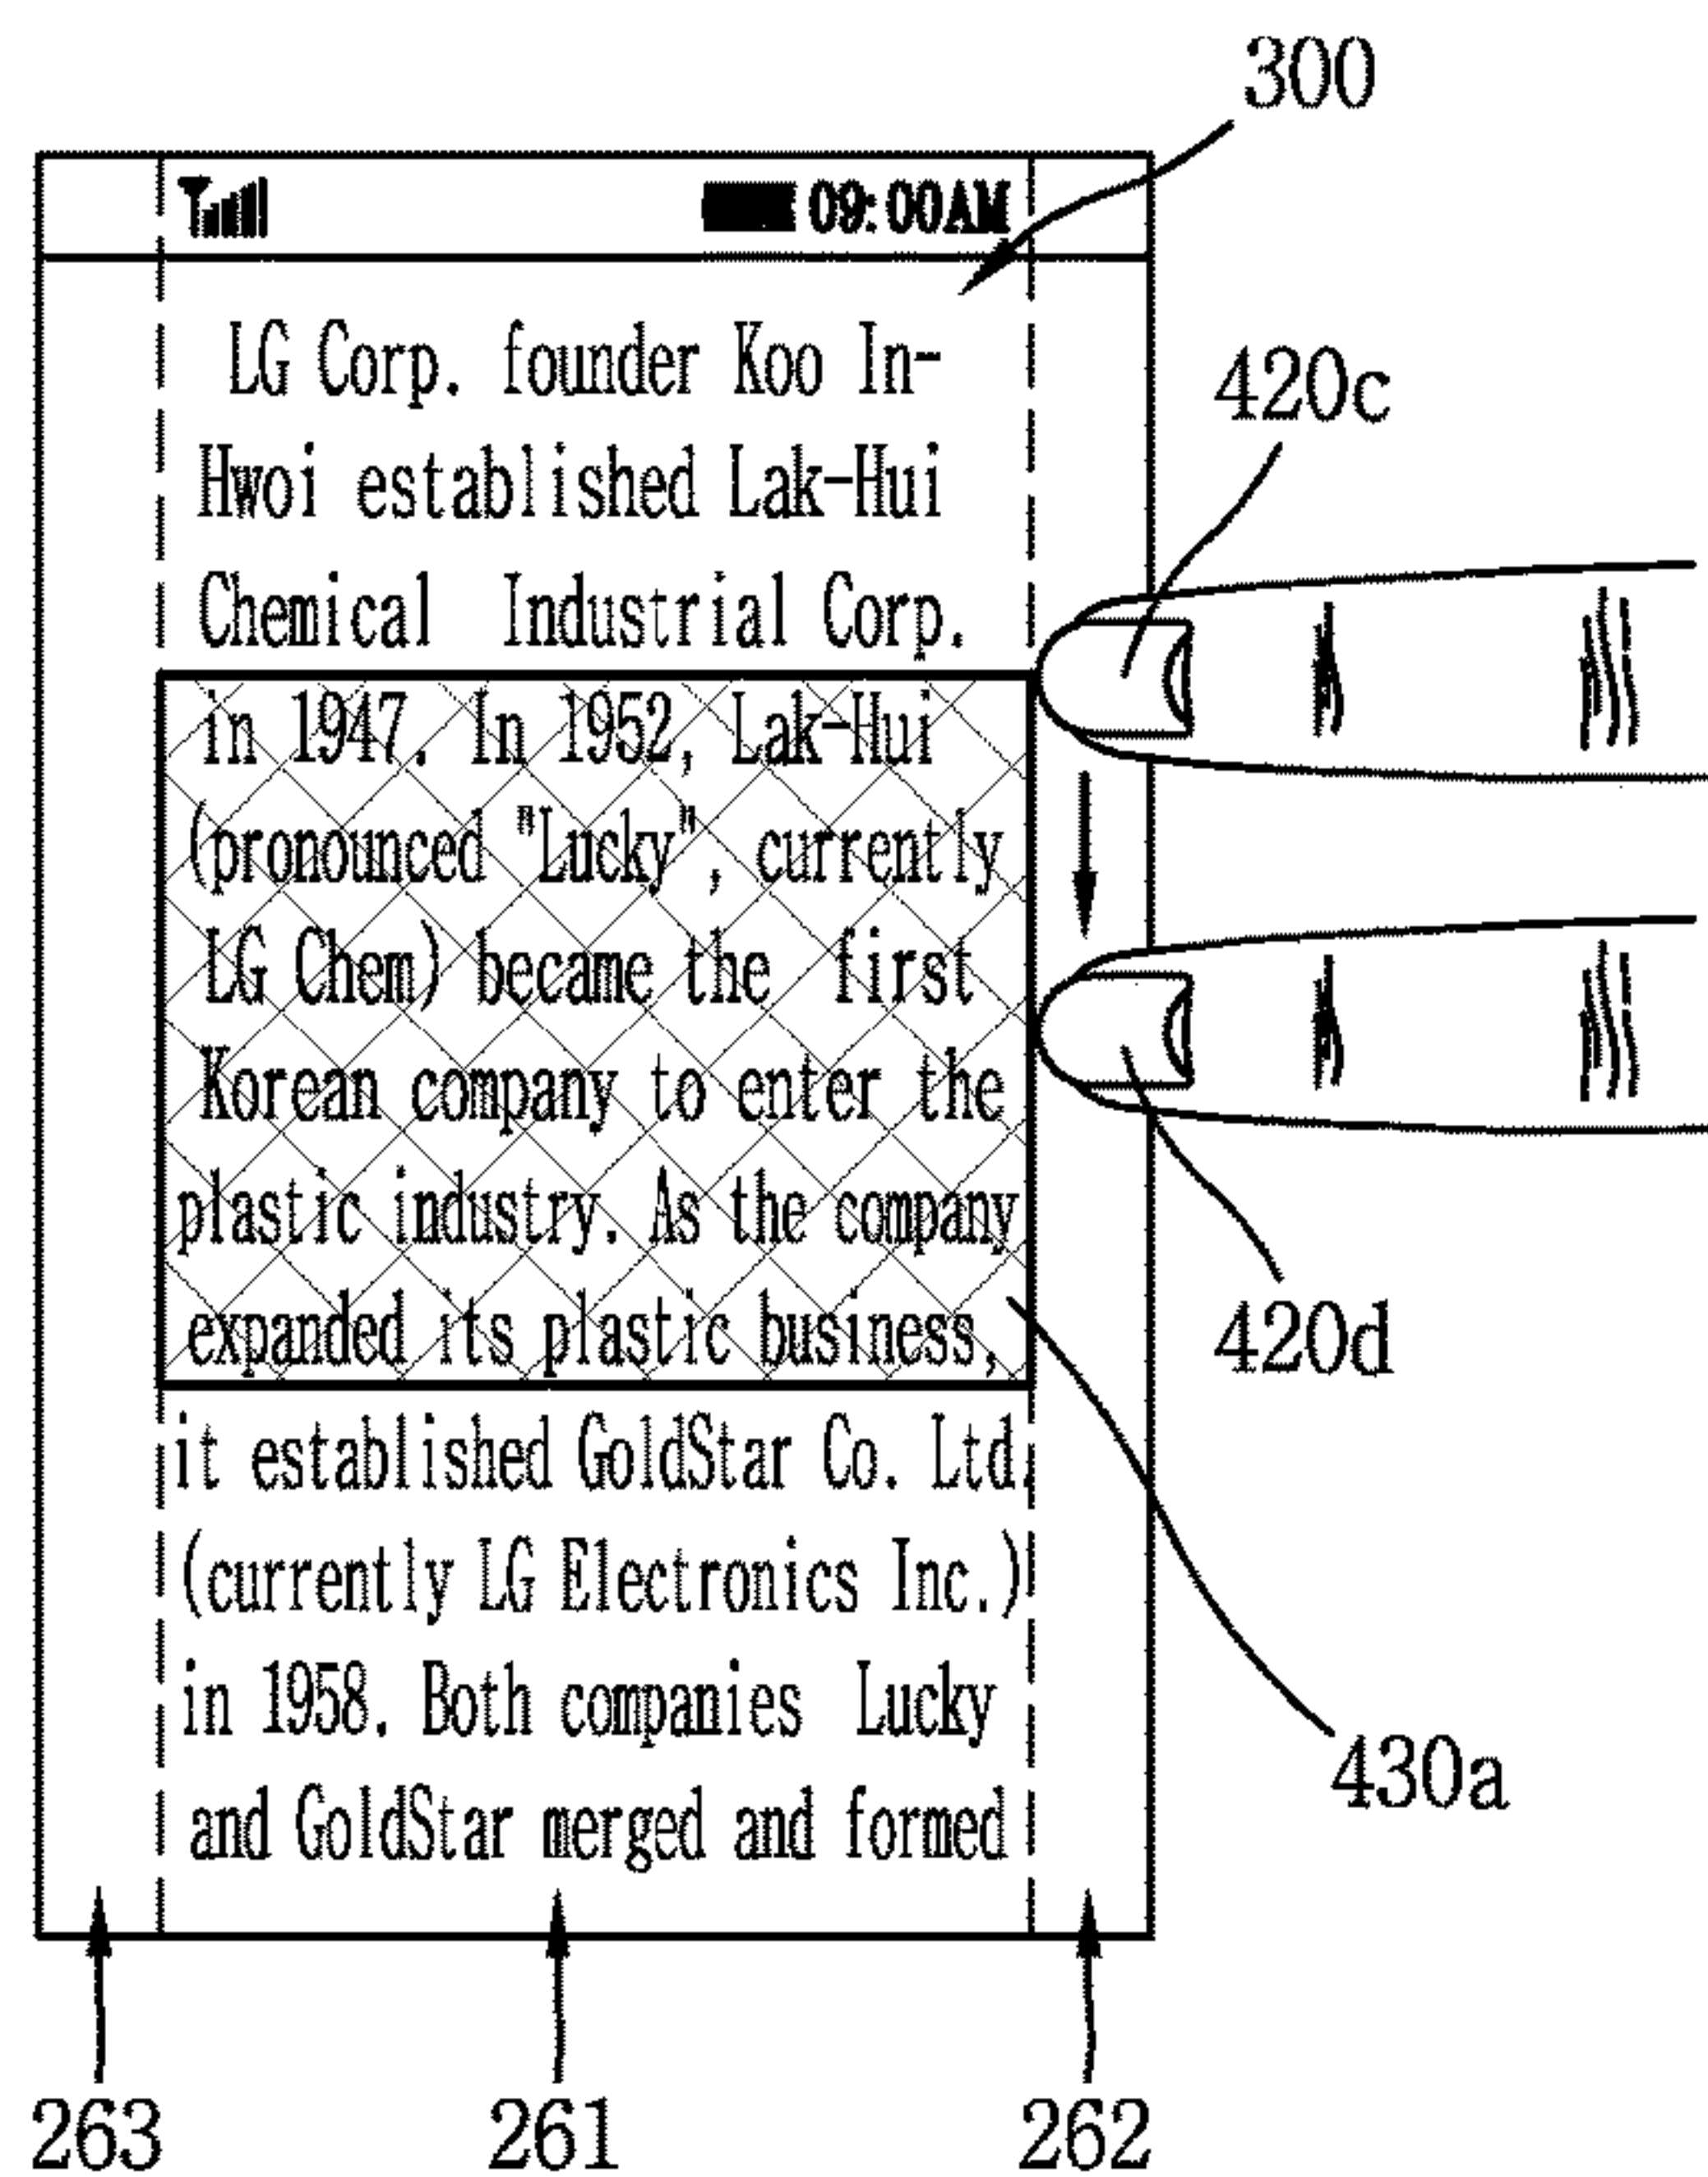 300
09:00AM
LG Corp. founder Koo In-
420c
Hwoi established Lak-Hui
Chemical Industrial Corp.
in 1947. In 1952, Lak-Hui
(pronounced "Lucky", currently
LG Chem) became the first
Korean company to enter the
plastic industry. As the company
expanded its plastic business,
420d
it established GoldStar Co. Ltd.
(currently LG Electronics Inc.)
in 1958. Both companies Lucky
430a
and GoldStar merged and formed
263 261 262